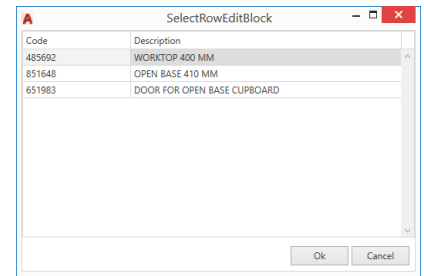 A SelectRowEditBlock
Code Description
485692 WORKTOP 400 MM
851648 OPEN BASE 410 MM
651983 DOOR FOR OPEN BASE CUPBOARD
Ok Cancel